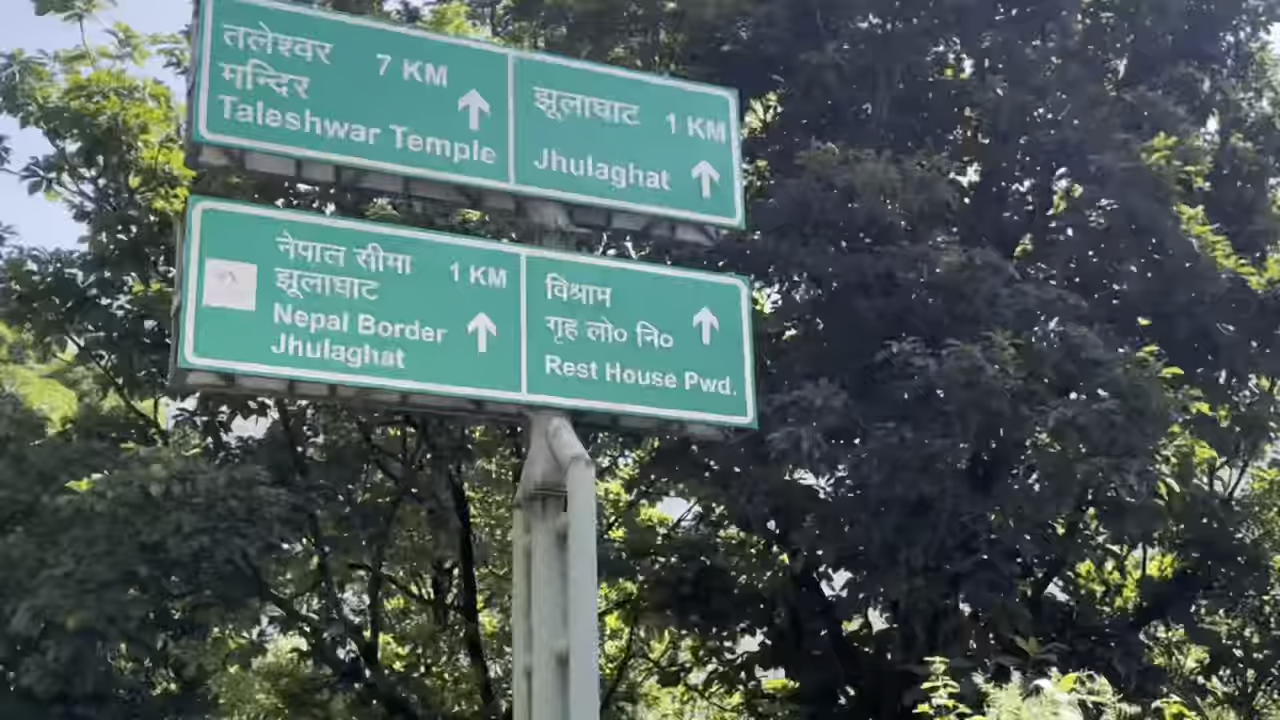 तलेश्वर
मन्दिर
7 KM
Taleshwar Temple
झूलाघाट 1 KM
Jhulaghat
नेपाल सीमा
झूलाघाट
1 KM
Nepal Border
Jhulaghat
विश्राम
गृह लो० नि०
Rest House Pwd.